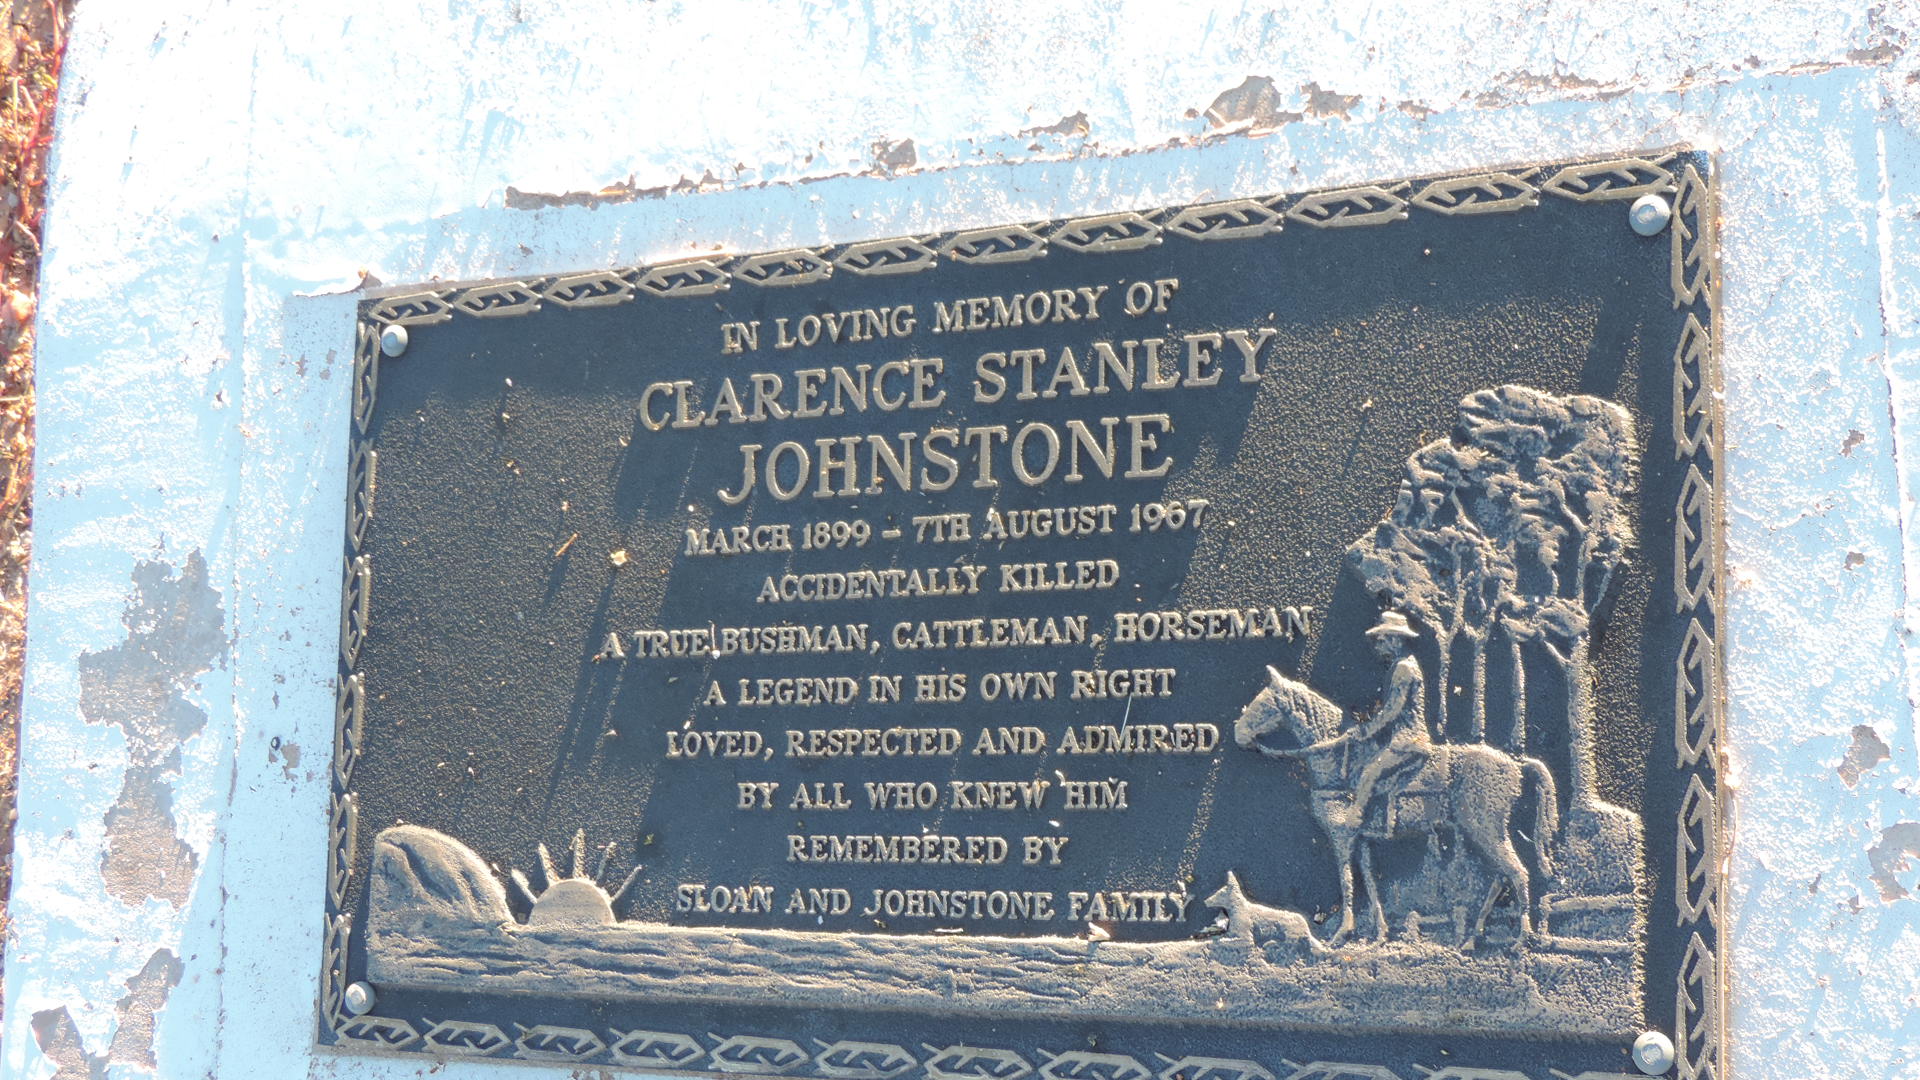 IN LOVING MEMORY OF
CLARENCE STANLEY
JOHNSTONE
MARCH 1899 - 7TH AUGUST 1967
ACCIDENTALLY KILLED
A TRUE BUSHMAN, CATTLEMAN, HORSEMAN
A LEGEND IN HIS OWN RIGHT
LOVED, RESPECTED AND ADMIRED
BY ALL WHO KNEW HIM
REMEMBERED BY
SLOAN AND JOHNSTONE FAMILY